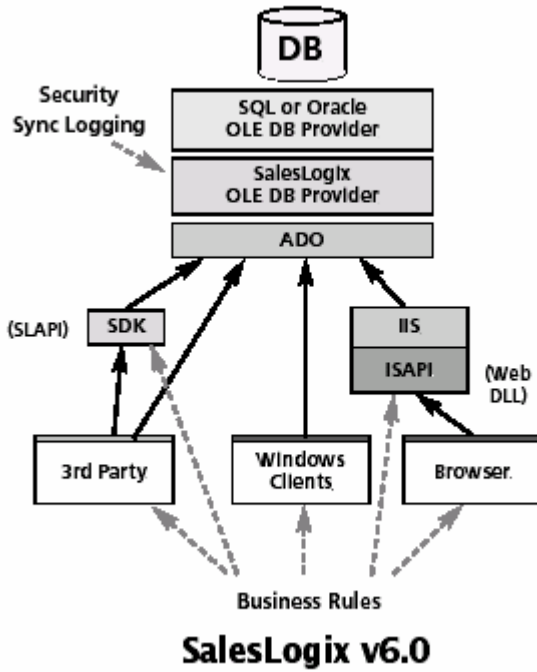 DB
Security
Sync Logging
SQL or Oracle
OLE DB Provider
SalesLogix
OLE DB Provider
ADO
(SLAPI)
SDK
IIS
ISAPI
(Web
DLL)
3rd Party
Windows
Clients
Browser
Business Rules
SalesLogix v6.0